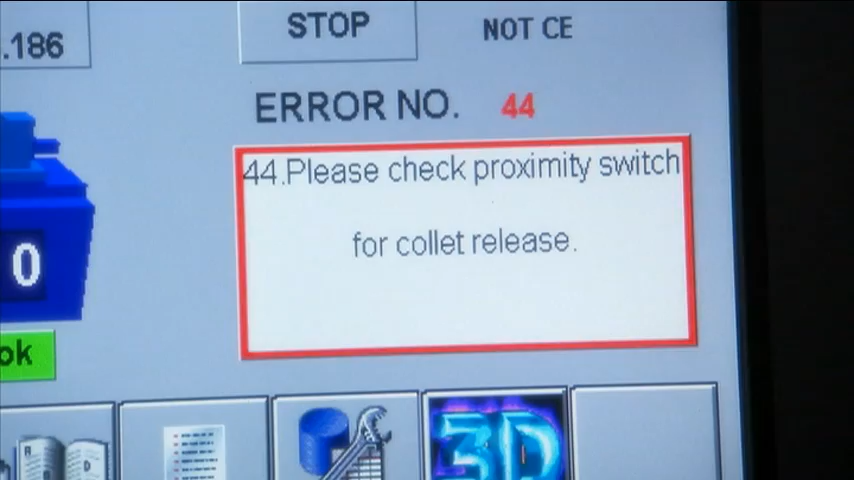 .186
STOP
NOT CE
ERROR NO. 44
44.Please check proximity switch
for collet release.
0
ok
3D